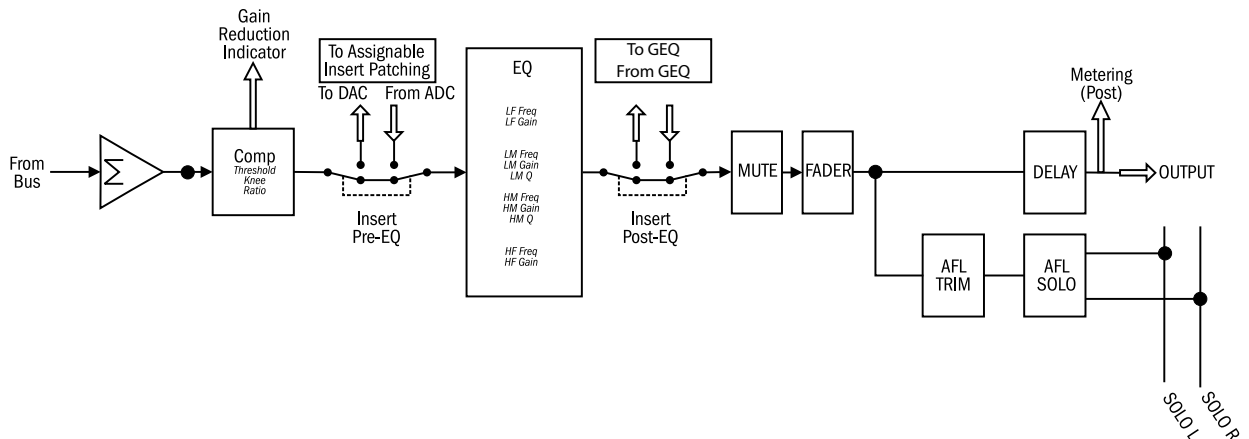 Gain
Reduction
Indicator
To Assignable
Insert Patching
To DAC
From ADC
EQ
LF Freq
LF Gain
LM Freq
LM Gain
LM Q
HM Freq
HM Gain
HM Q
HF Freq
HF Gain
To GEQ
From GEQ
Metering
(Post)
From
Bus
Σ
Comp
Threshold
Knee
Ratio
Insert
Pre-EQ
Insert
Post-EQ
MUTE
FADER
DELAY
OUTPUT
AFL
TRIM
AFL
SOLO
SOLO L
SOLO R